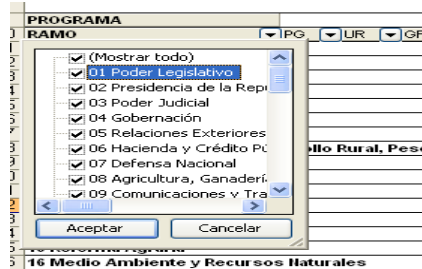 PROGRAMA
RAMO PG UR
(Mostrar todo)
01 Poder Legislativo
02 Presidencia de la Rep
03 Poder Judicial
04 Gobernación
05 Relaciones Exteriores
06 Hacienda y Crédito Pú
llo Rural, Pes
07 Defensa Nacional
08 Agricultura, Ganaderí
09 Comunicaciones y Tra
Aceptar Cancelar
16 Medio Ambiente y Recursos Naturales